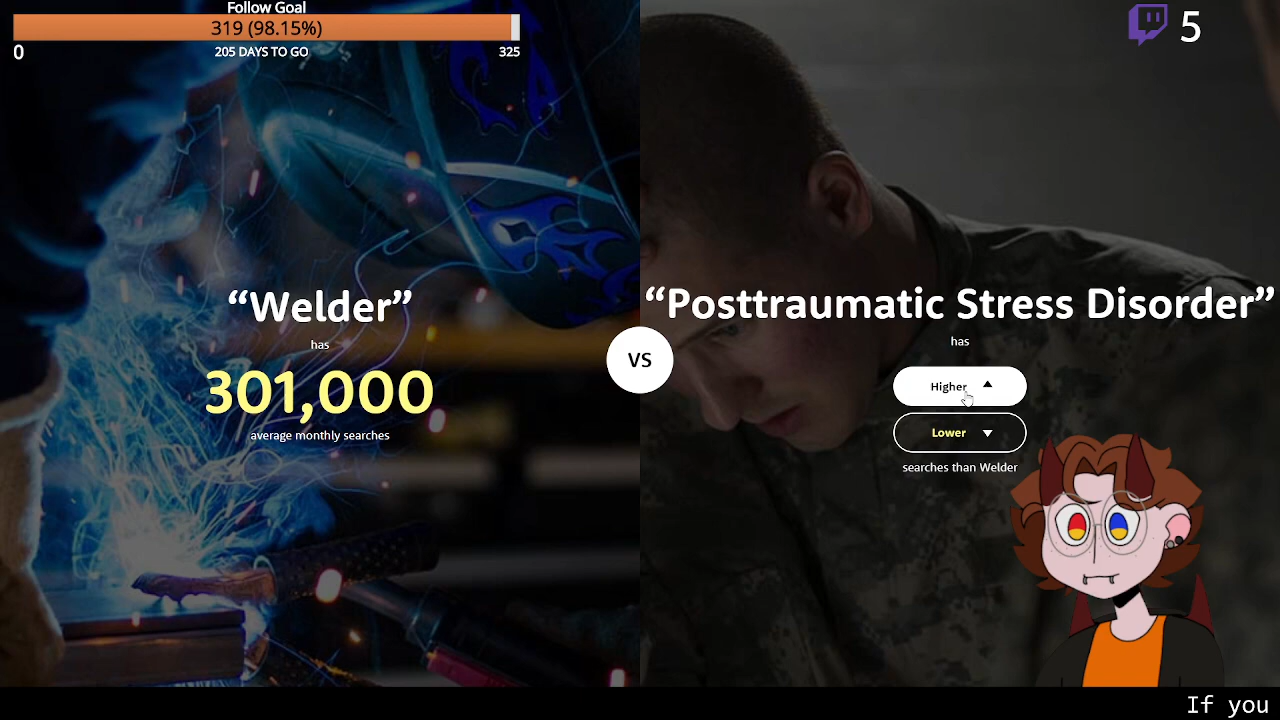 Follow Goal
319 (98.15%)
0
205 DAYS TO GO
325
5
“Welder”
has
301,000
average monthly searches
VS
“Posttraumatic Stress Disorder”
has
Higher
Lower
searches than Welder
If you